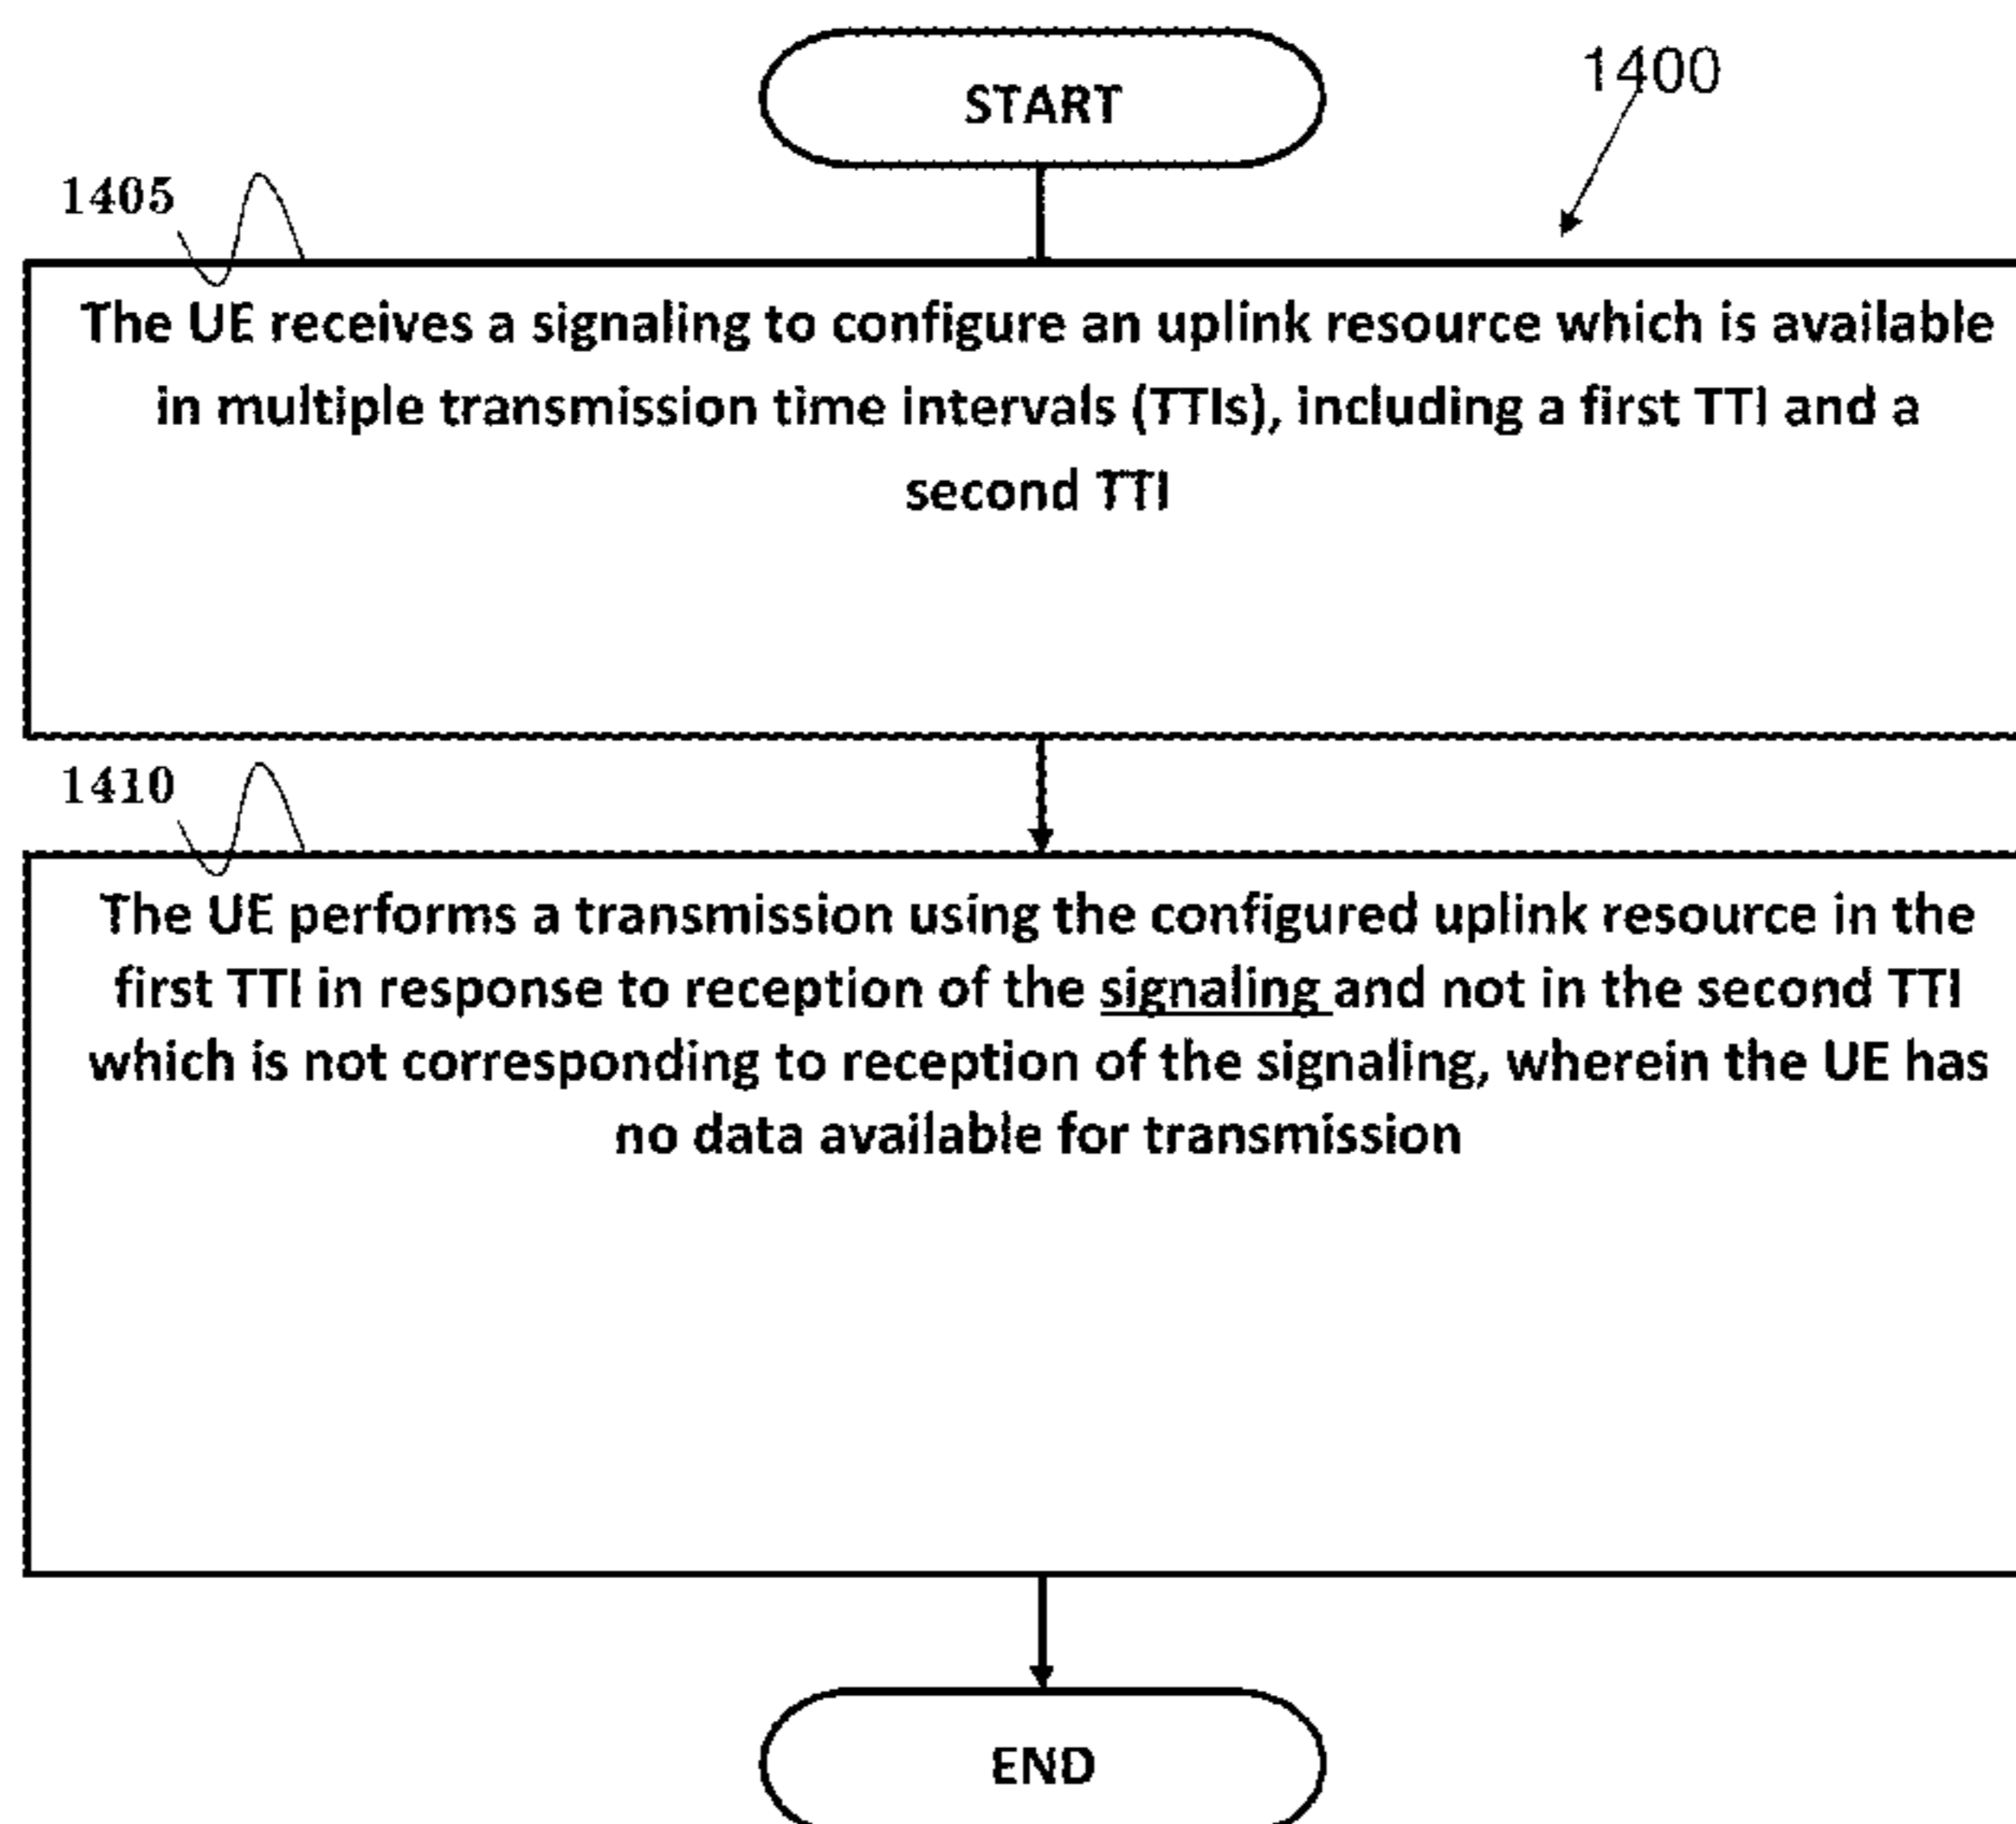 START
1400
1405
The UE receives a signaling to configure an uplink resource which is available
in multiple transmission time intervals (TTIs), including a first TTI and a
second TTI
1410
The UE performs a transmission using the configured uplink resource in the
first TTI in response to reception of the signaling and not in the second TTI
which is not corresponding to reception of the signaling, wherein the UE has
no data available for transmission
END